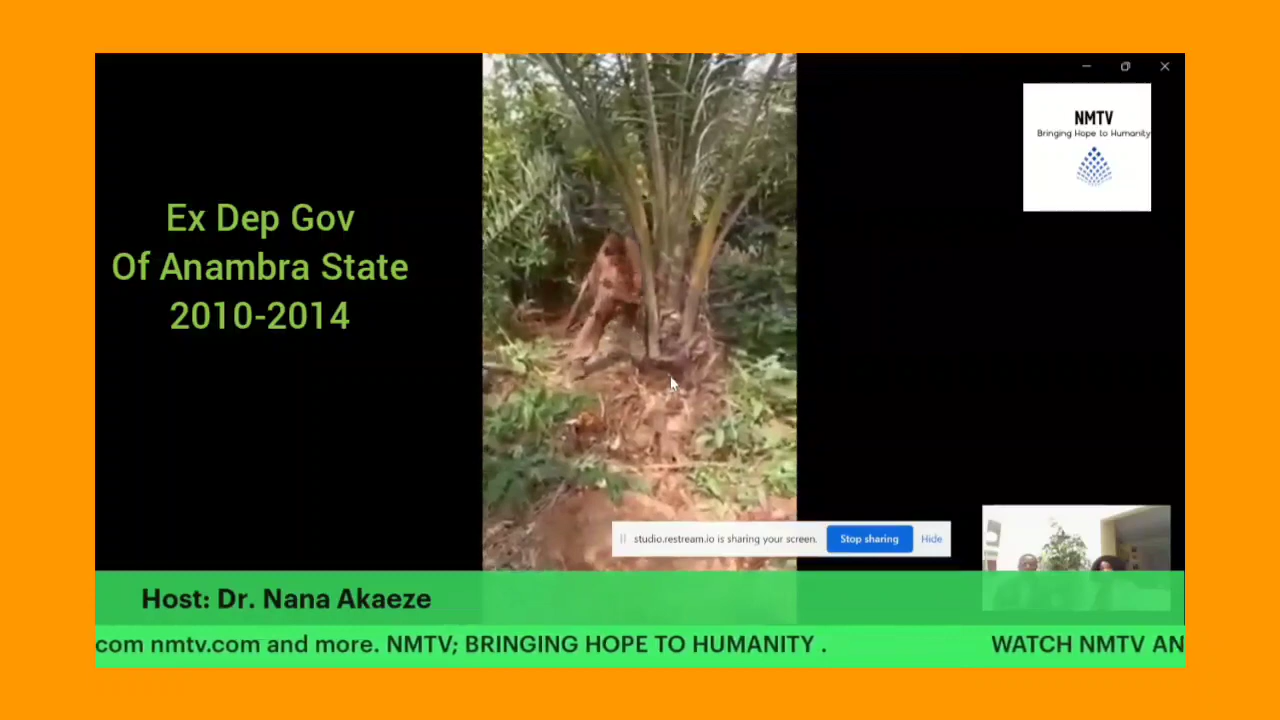 NMTV
Bringing Hope to Humanity
Ex Dep Gov
Of Anambra State
2010-2014
studio.restream.io is sharing your screen.
Stop sharing
Hide
Host: Dr. Nana Akaeze
com nmtv.com and more. NMTV; BRINGING HOPE TO HUMANITY .
WATCH NMTV AN